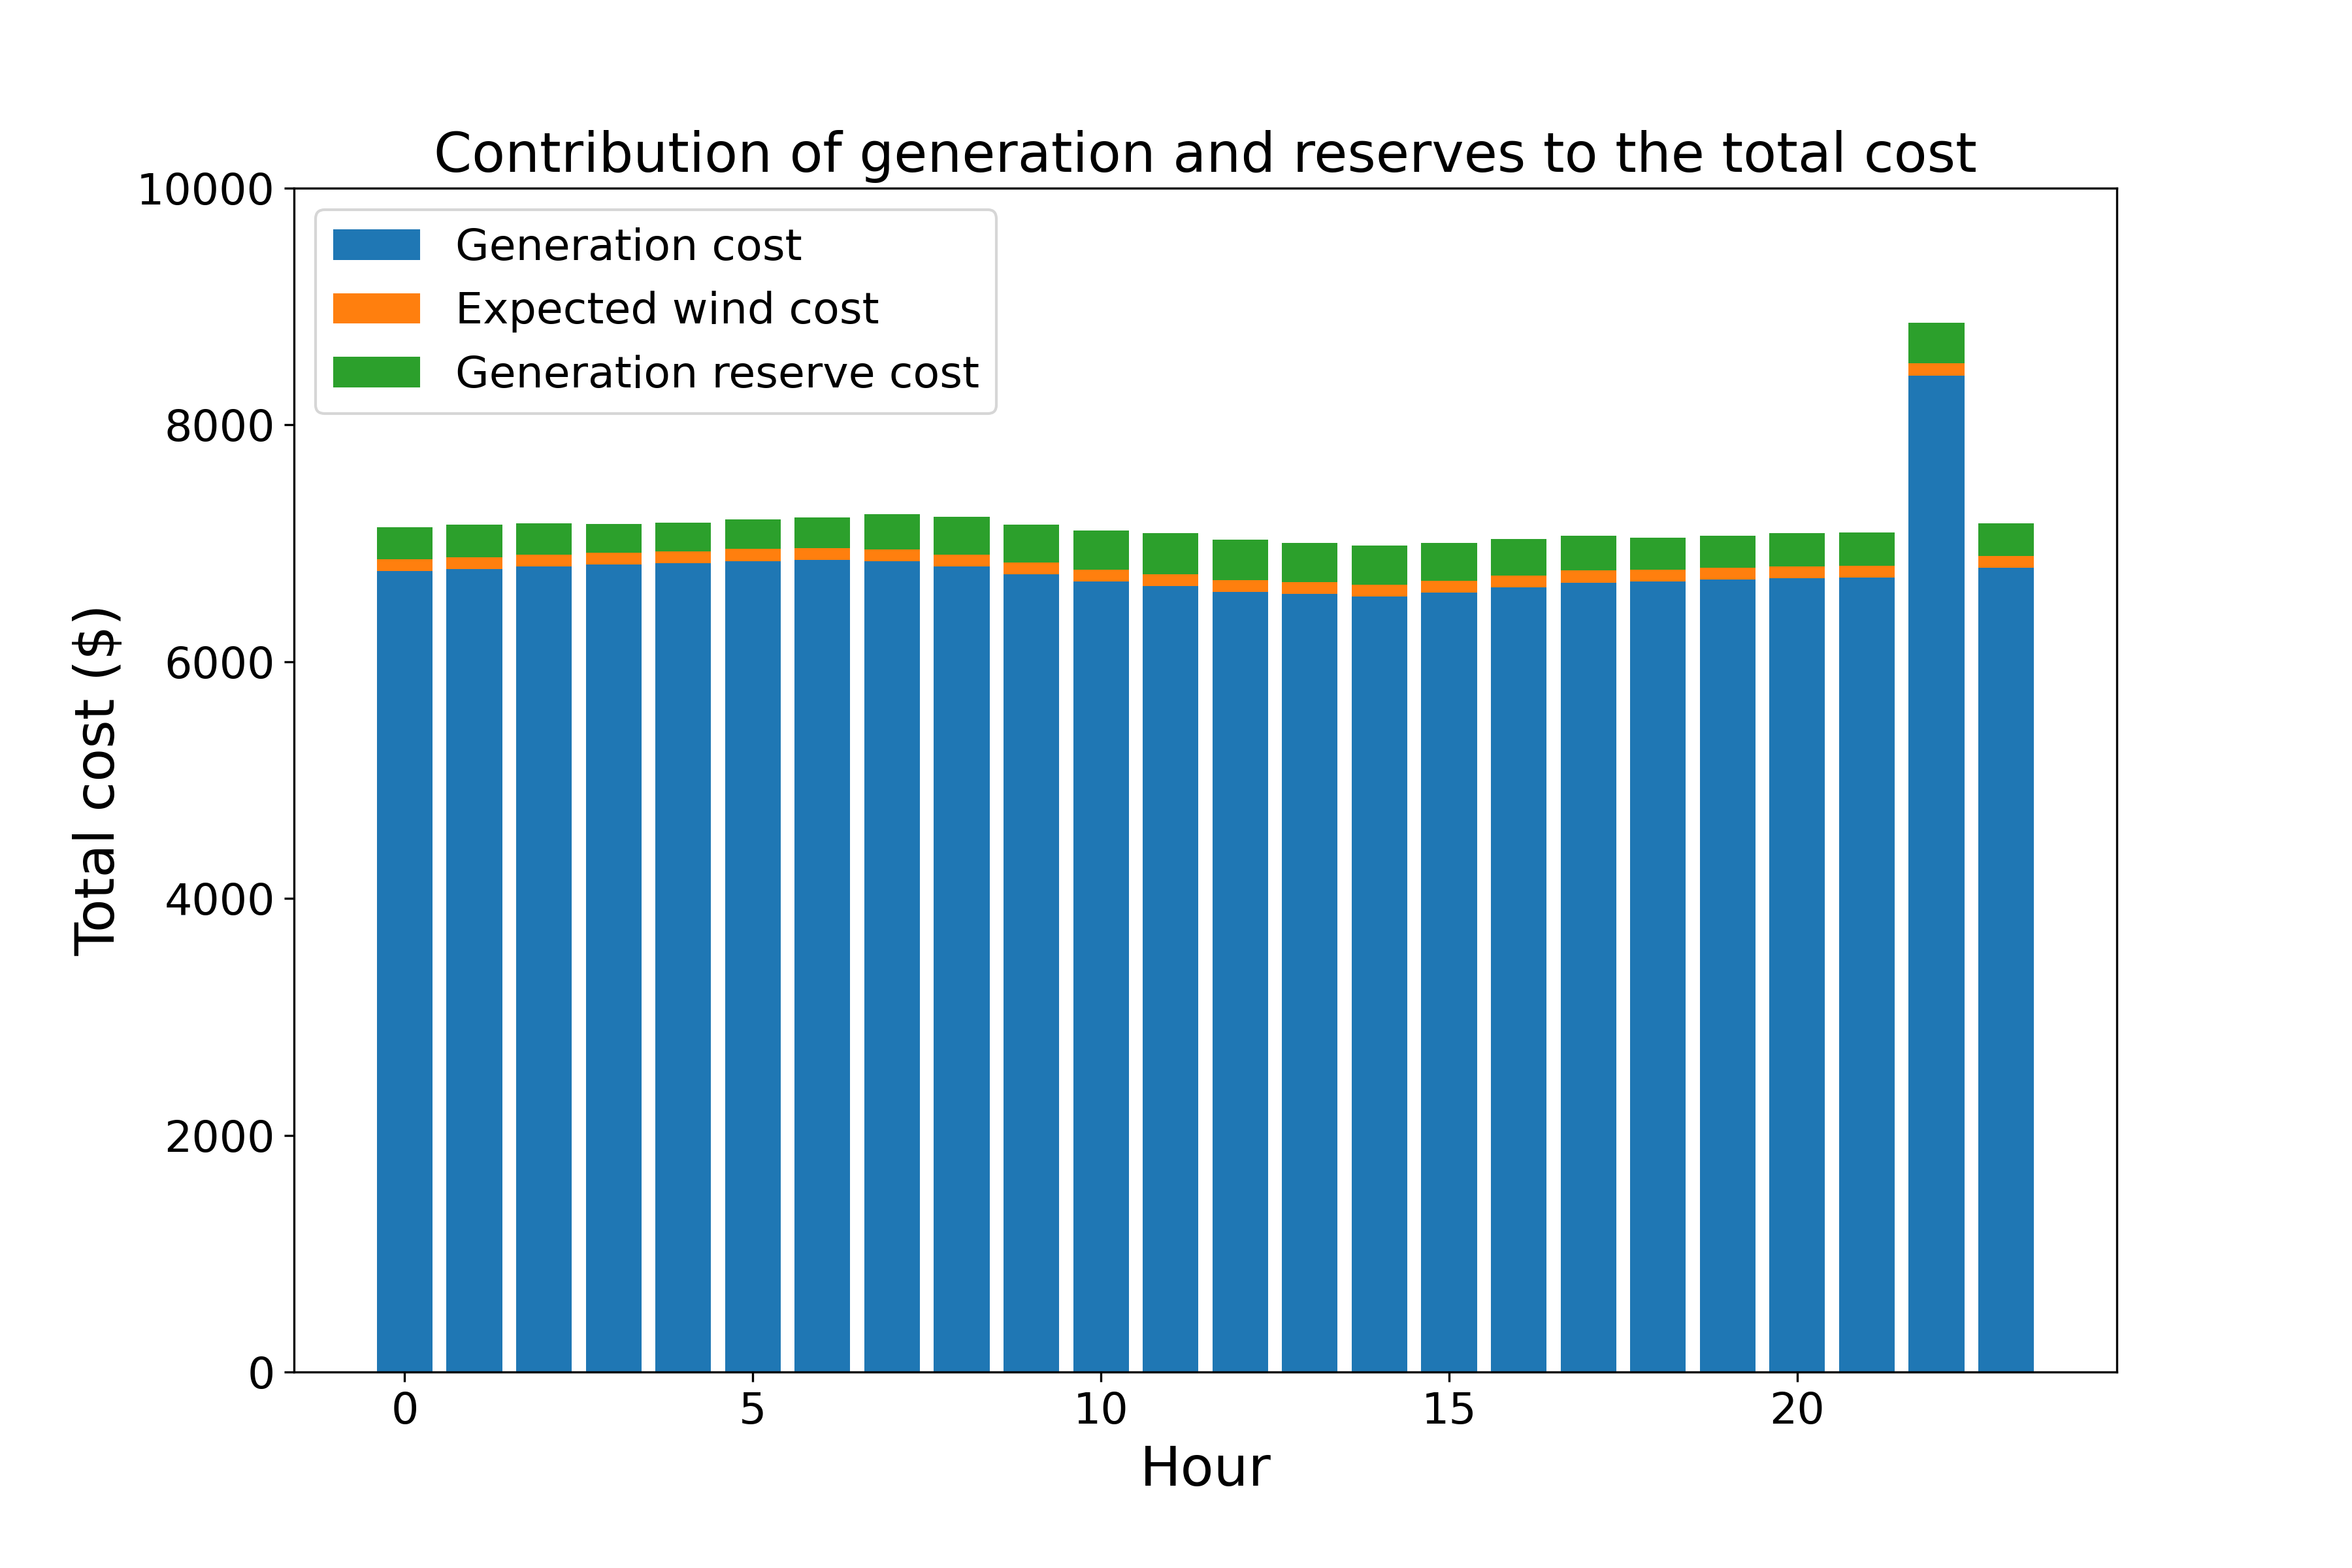 Contribution of generation and reserves to the total cost
10000
8000
6000
4000
2000
0
Generation cost
Expected wind cost
Generation reserve cost
Total cost ($)
0 5 10 15 20
Hour